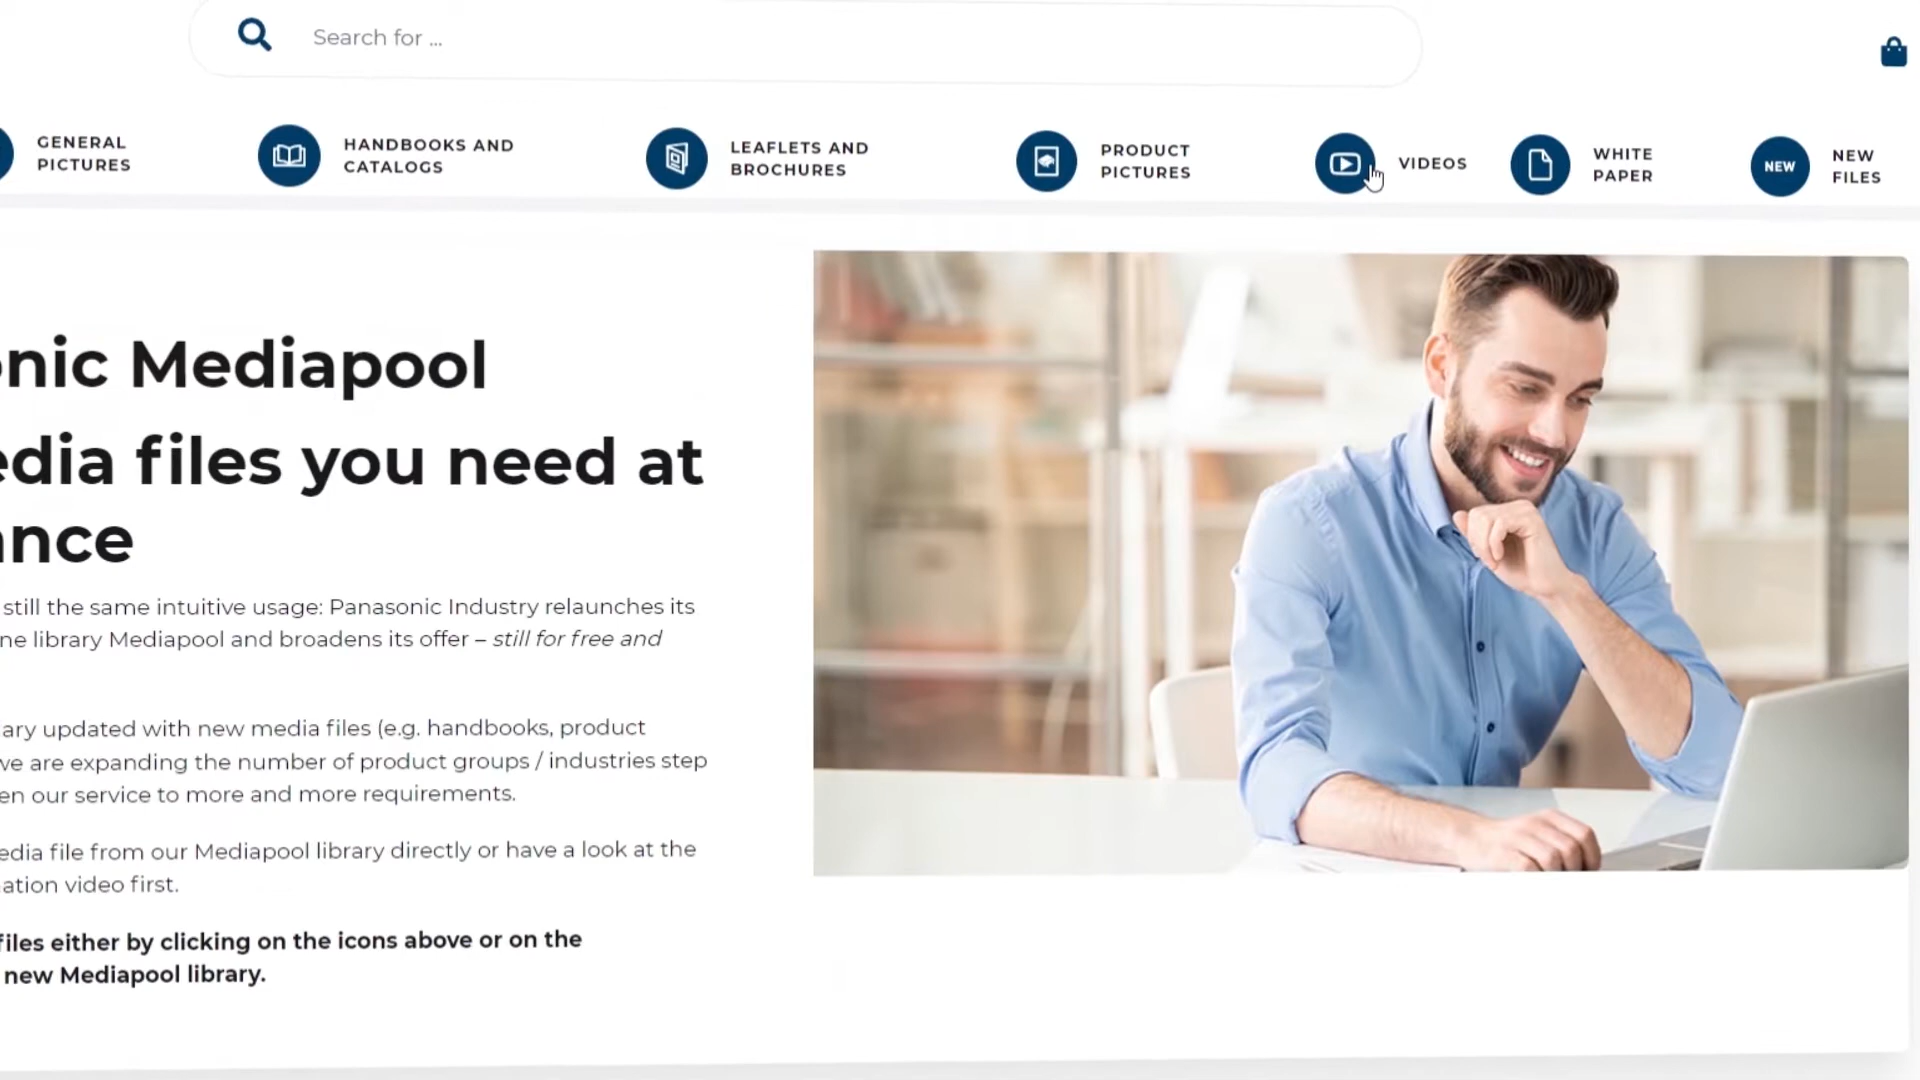 Search for ...
GENERAL
PICTURES
HANDBOOKS AND
CATALOGS
LEAFLETS AND
BROCHURES
PRODUCT
PICTURES
VIDEOS
WHITE
PAPER
NEW
NEW
FILES
onic Mediapool
edia files you need at
ance
still the same intuitive usage: Panasonic Industry relaunches its
ne library Mediapool and broadens its offer – still for free and
ary updated with new media files (e.g. handbooks, product
we are expanding the number of product groups / industries step
en our service to more and more requirements.
edia file from our Mediapool library directly or have a look at the
ation video first.
files either by clicking on the icons above or on the
new Mediapool library.